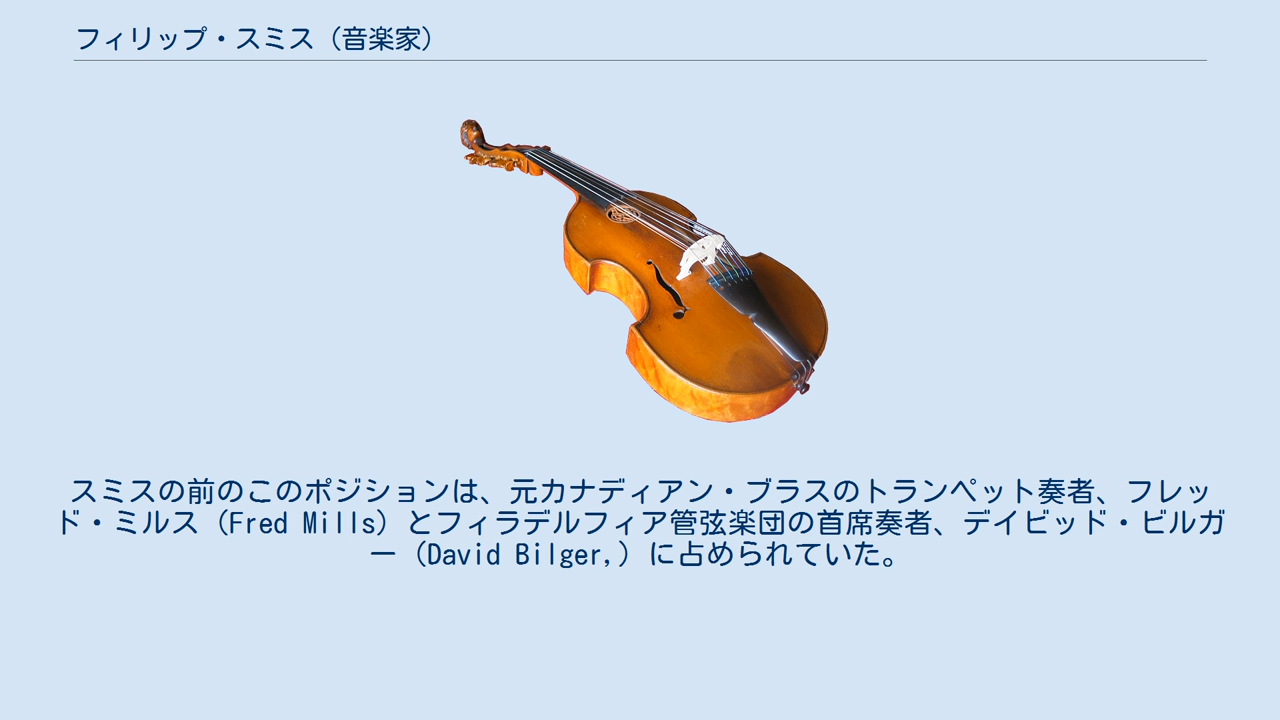 フィリップ・スミス（音楽家）
スミスの前のこのポジションは、元カナディアン・ブラスのトランペット奏者、フレッ
ド・ミルス（Fred Mills）とフィラデルフィア管弦楽団の首席奏者、デイビッド・ビルガ
ー（David Bilger,）に占められていた。